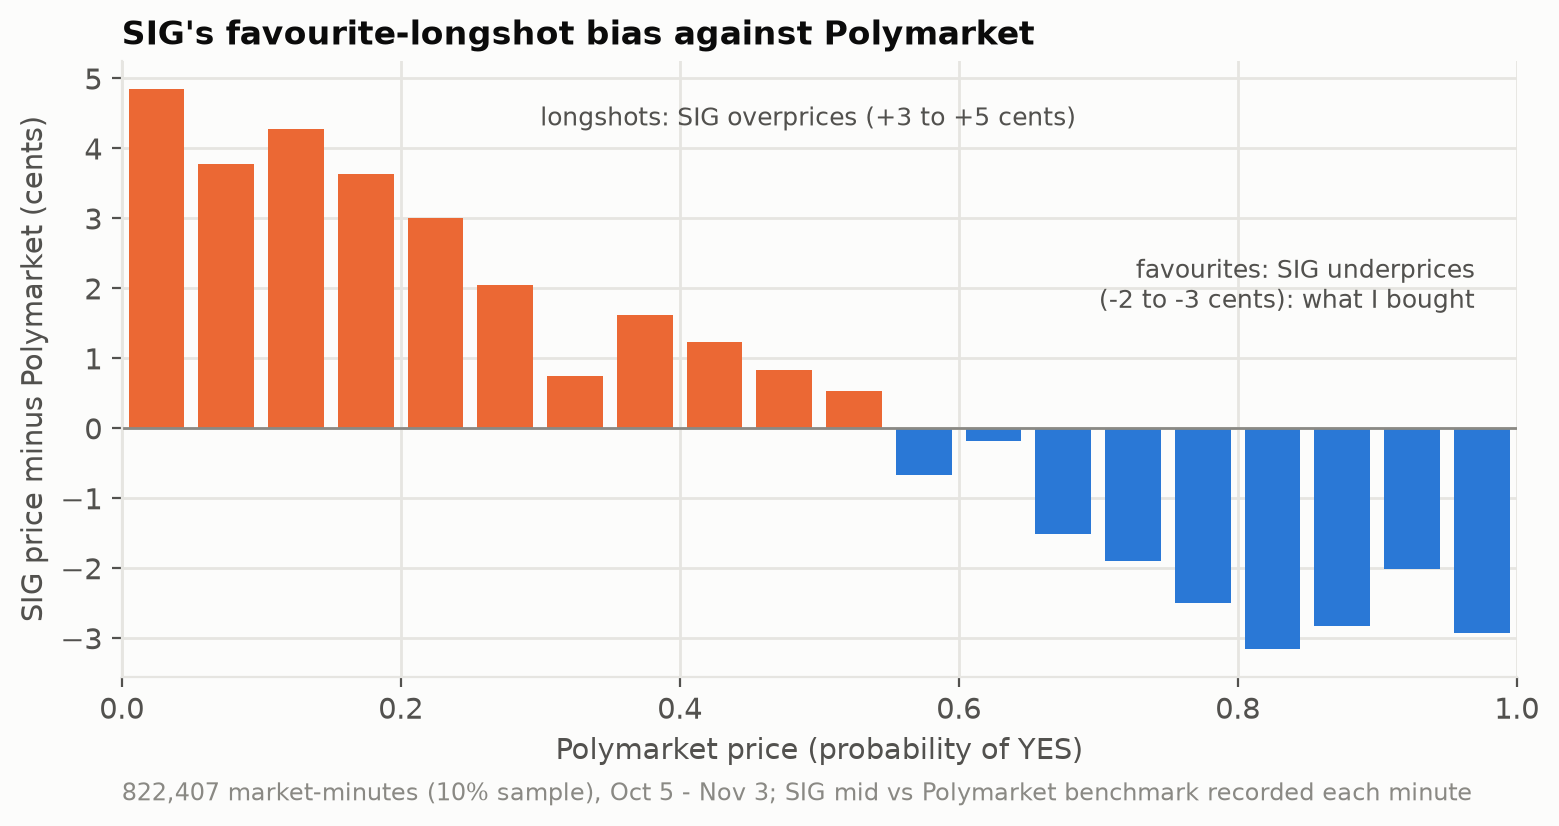 SIG's favourite-longshot bias against Polymarket
5
4
3
2
1
0
−1
−2
−3
SIG price minus Polymarket (cents)
longshots: SIG overprices (+3 to +5 cents)
favourites: SIG underprices
(-2 to -3 cents): what I bought
0.0 0.2 0.4 0.6 0.8 1.0
Polymarket price (probability of YES)
822,407 market-minutes (10% sample), Oct 5 - Nov 3; SIG mid vs Polymarket benchmark recorded each minute